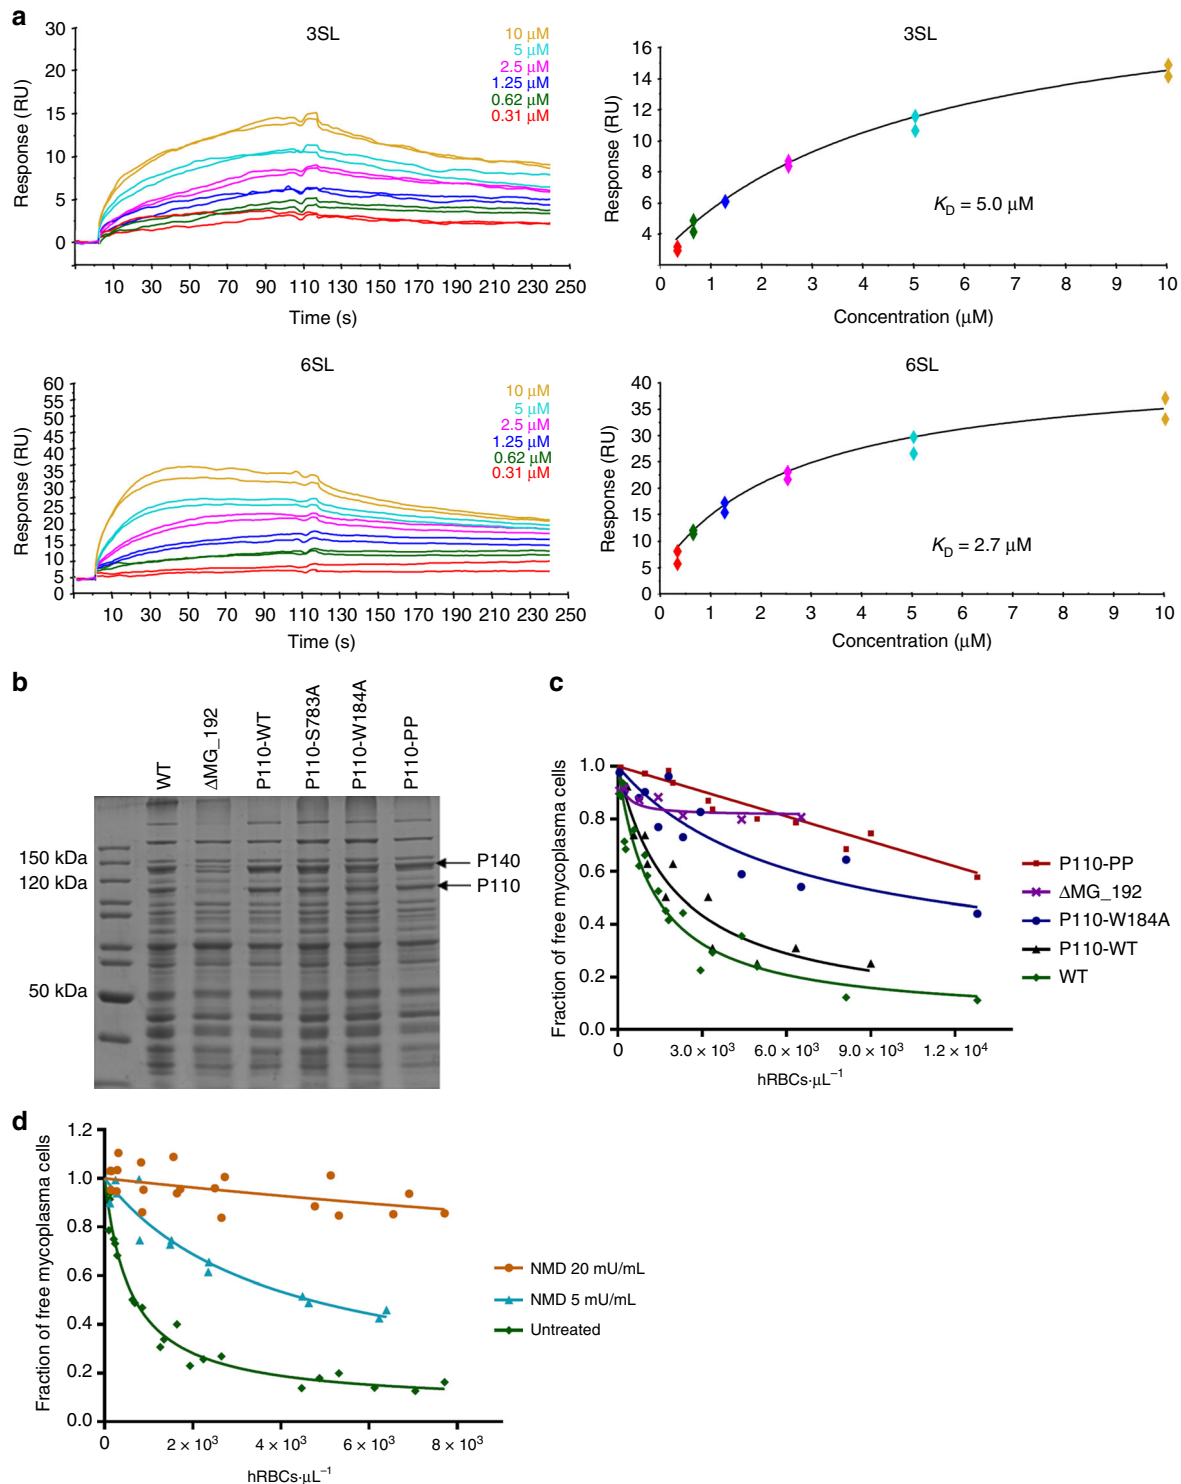 a
3SL
10 μM
5 μM
2.5 μM
1.25 μM
0.62 μM
0.31 μM
30
25
20
15
10
5
0
Response (RU)
10 30 50 70 90 110 130 150 170 190 210 230 250
Time (s)
3SL
16
14
12
10
8
6
4
Response (RU)
K_D = 5.0 μM
0 1 2 3 4 5 6 7 8 9 10
Concentration (μM)
6SL
10 μM
5 μM
2.5 μM
1.25 μM
0.62 μM
0.31 μM
60
55
50
45
40
35
30
25
20
15
10
5
0
Response (RU)
10 30 50 70 90 110 130 150 170 190 210 230 250
Time (s)
6SL
40
35
30
25
20
15
10
5
0
Response (RU)
K_D = 2.7 μM
0 1 2 3 4 5 6 7 8 9 10
Concentration (μM)
b
WT
ΔMG_192
P110-WT
P110-S783A
P110-W184A
P110-PP
150 kDa
120 kDa
50 kDa
P140
P110
c
1.0
0.8
0.6
0.4
0.2
0.0
Fraction of free mycoplasma cells
0 3.0 × 10³ 6.0 × 10³ 9.0 × 10³ 1.2 × 10⁴
hRBCs·μL⁻¹
P110-PP
ΔMG_192
P110-W184A
P110-WT
WT
d
1.2
1.0
0.8
0.6
0.4
0.2
0.0
Fraction of free mycoplasma cells
0 2 × 10³ 4 × 10³ 6 × 10³ 8 × 10³
hRBCs·μL⁻¹
NMD 20 mU/mL
NMD 5 mU/mL
Untreated